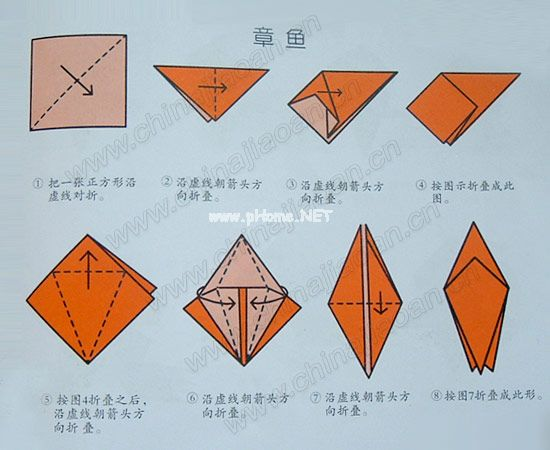 章鱼
① 把一张正方形沿
虚线对折。
② 沿虚线朝箭头方
向折叠。
③ 沿虚线朝箭头方
向折叠。
④ 按图示折叠成此
图。
www.pHome.NET
⑤ 按图4折叠之后,
沿虚线朝箭头方
向折叠。
⑥ 沿虚线朝箭头方
向折叠。
⑦ 沿虚线朝箭头方
向折叠。
⑧ 按图7折叠成此形。
www.chinajiaoan.cn
www.chinajiaoan.cn
www.chinajiaoan.cn